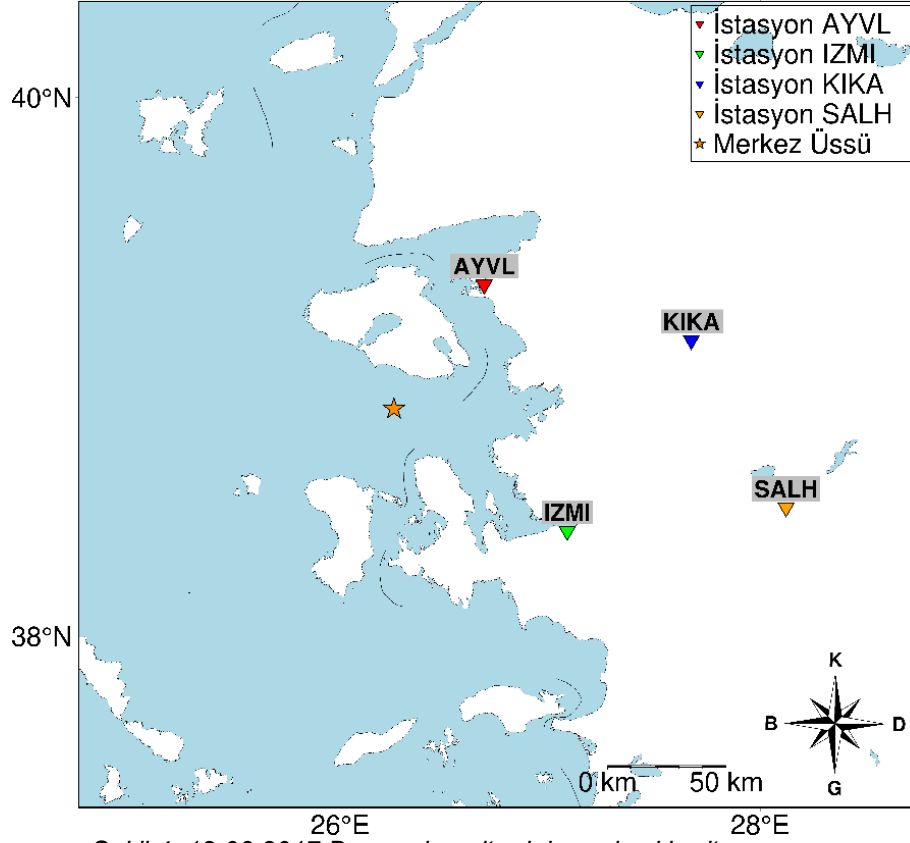 İstasyon AYVL
İstasyon IZMI
İstasyon KIKA
İstasyon SALH
Merkez Üssü
40°N
AYVL
KIKA
SALH
IZMI
38°N
K
B
D
G
0 km
50 km
26°E
28°E